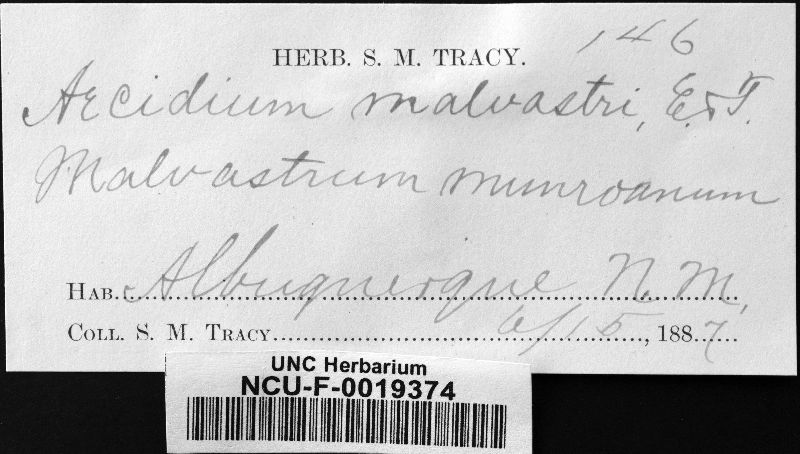 146
HERB. S. M. TRACY.
Aecidium malvastri, E. & T.
Malvastrum munroanum
HAB. Albuquerque N. M.
COLL. S. M. TRACY 6/15, 1887
UNC Herbarium
NCU-F-0019374